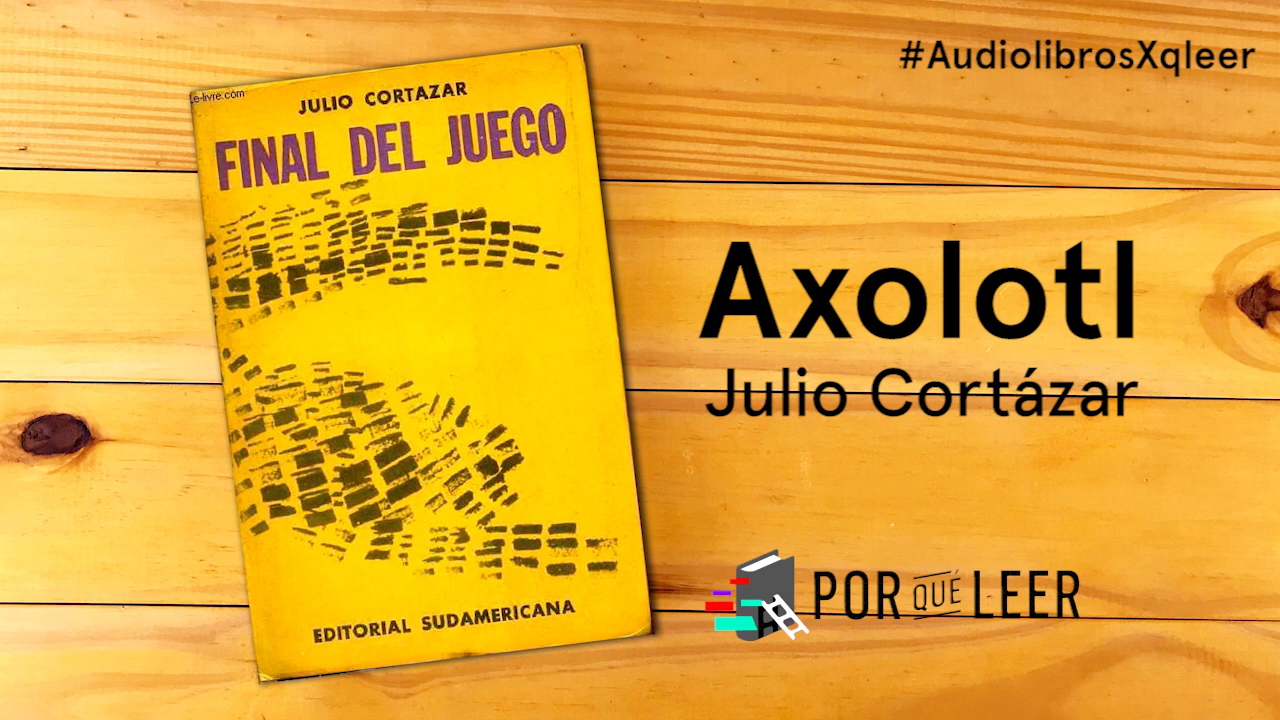 #AudiolibrosXqleer
Le-livre.com
JULIO CORTAZAR
FINAL DEL JUEGO
EDITORIAL SUDAMERICANA
Axolotl
Julio Cortázar
POR QUÉ LEER